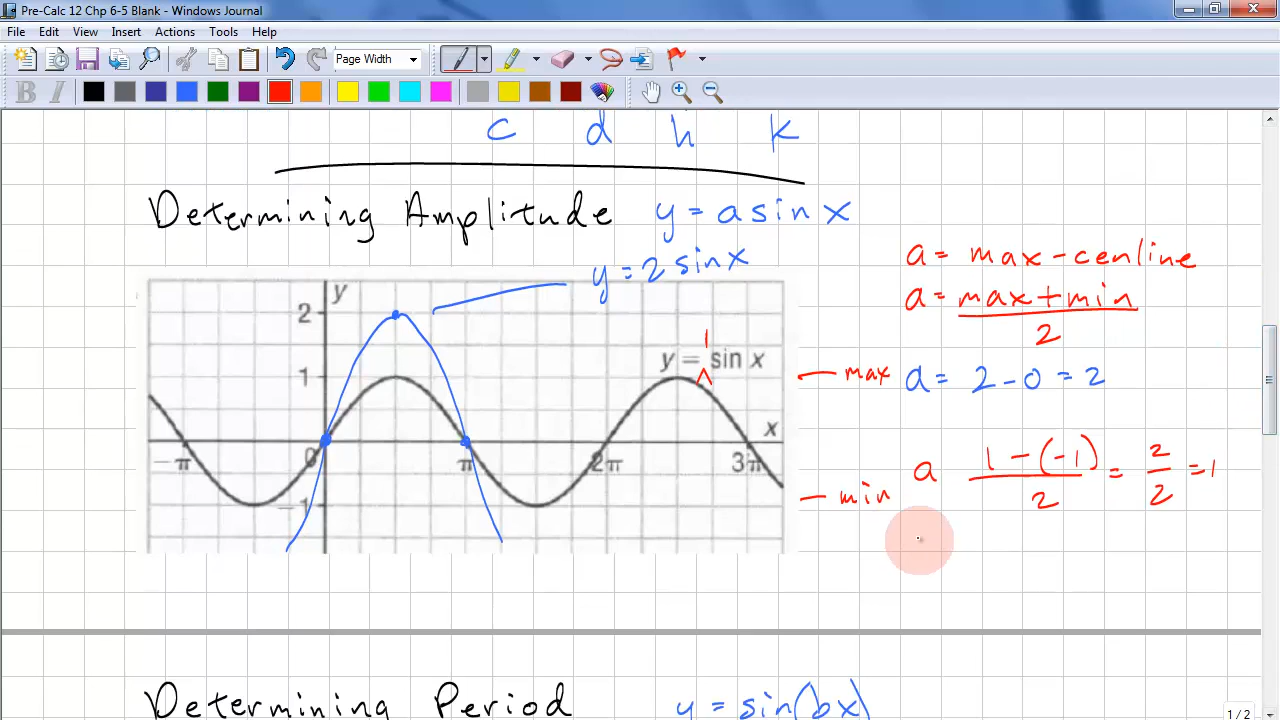 Pre-Calc 12 Chp 6-5 Blank - Windows Journal
File Edit View Insert Actions Tools Help
Page Width
B I
c d h k
Determining Amplitude y = a sin x
y = 2 sin x
a = max - cenline
a = max + min / 2
y
2
1
y = 1 sin x
^
max
a = 2 - 0 = 2
x
-π 0 π 2π 3π
-1
min
a 1 - (-1) / 2 = 2/2 = 1
Determining Period y = sin(bx)
1 / 2